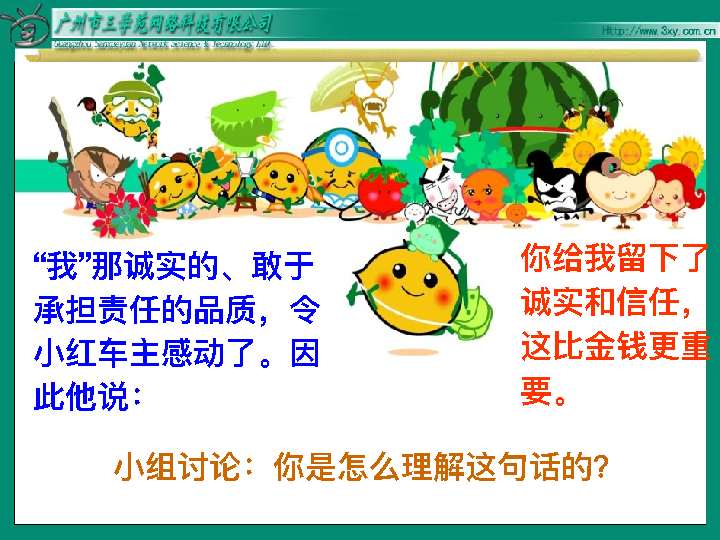 广州市三学苑网络科技有限公司
Guangzhou Sanxueyuan Network Science & Technology Ltd.
Http://www.3xy.com.cn
“我”那诚实的、敢于
承担责任的品质，令
小红车主感动了。因
此他说：
你给我留下了
诚实和信任，
这比金钱更重
要。
小组讨论：你是怎么理解这句话的？